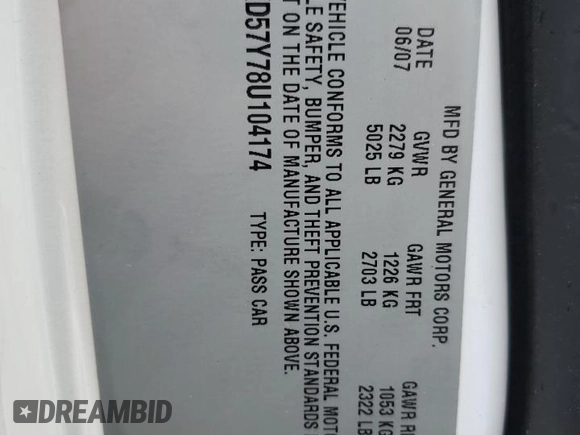 MFD BY GENERAL MOTORS CORP.
DATE GVWR GAWR FRT GAWR
06/07 2279 KG 1226 KG 1053 KG
5025 LB 2703 LB 2322 LB
VEHICLE CONFORMS TO ALL APPLICABLE U.S. FEDERAL
SAFETY, BUMPER, AND THEFT PREVENTION STANDARDS
ON THE DATE OF MANUFACTURE SHOWN ABOVE.
D57Y78U104174 TYPE: PASS CAR
DREAMBID